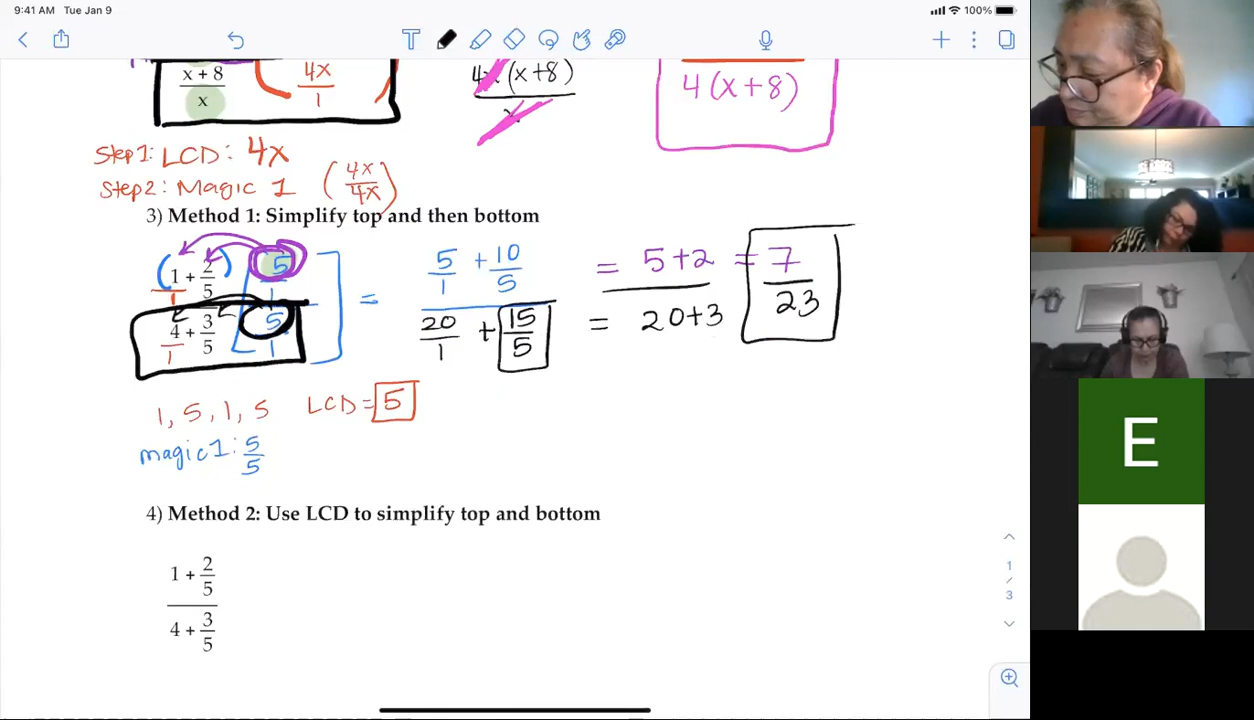 9:41 AM Tue Jan 9
100%
T
x + 8
x
4x
1
4x (x+8)
x
4 (x+8)
Step 1: LCD: 4x
Step 2: Magic 1 (4x/4x)
3) Method 1: Simplify top and then bottom
(1 + 2/5) 5/1
4/1 + 3/5 5/1
=
5/1 + 10/5
20/1 + 15/5
= 5+2 = 7
= 20+3 23
1, 5, 1, 5 LCD = 5
magic 1: 5/5
4) Method 2: Use LCD to simplify top and bottom
1 + 2/5
4 + 3/5
1
/
3
E